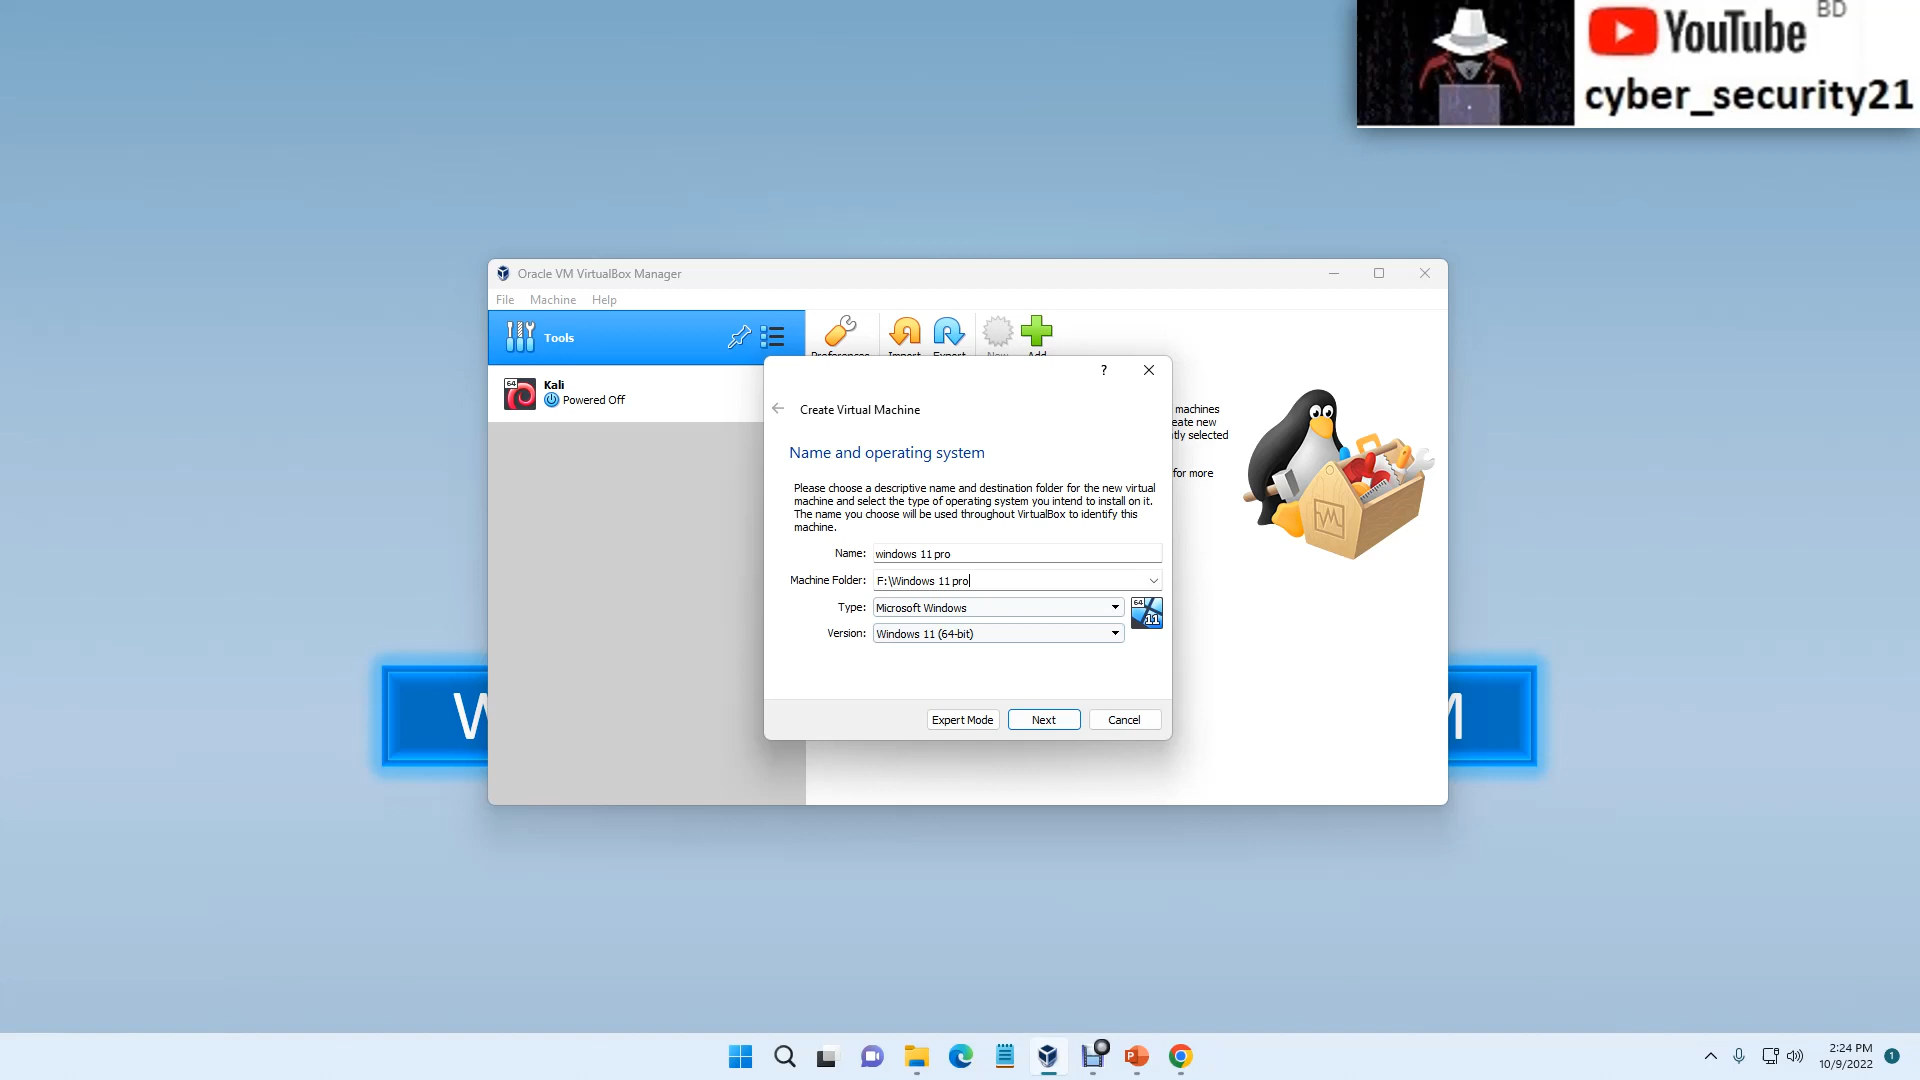 BD
YouTube
cyber_security21
Oracle VM VirtualBox Manager
File Machine Help
Tools
Kali
Powered Off
64
?
Create Virtual Machine
machines
eate new
tly selected
for more
Name and operating system
Please choose a descriptive name and destination folder for the new virtual
machine and select the type of operating system you intend to install on it.
The name you choose will be used throughout VirtualBox to identify this
machine.
Name: windows 11 pro
Machine Folder: F:\Windows 11 pro
Type: Microsoft Windows
64
11
Version: Windows 11 (64-bit)
Expert Mode Next Cancel
W
2:24 PM
10/9/2022
1